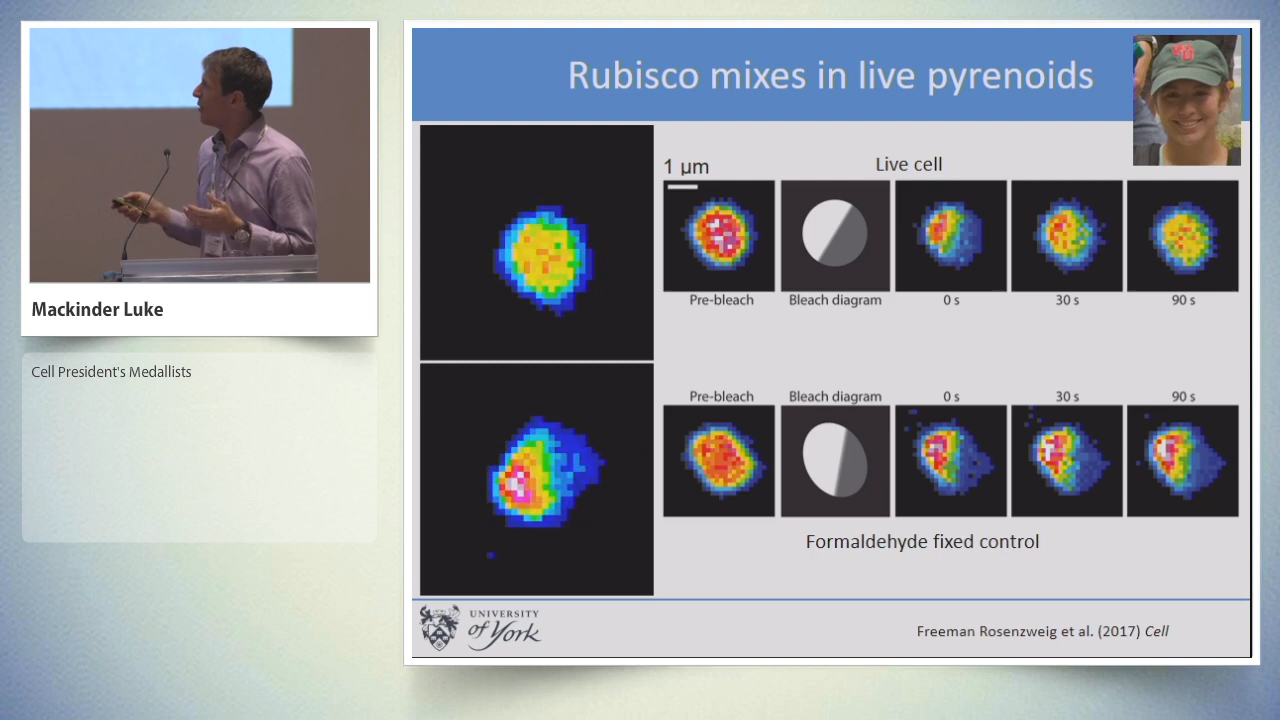 Rubisco mixes in live pyrenoids
1 µm
Live cell
Pre-bleach
Bleach diagram
0 s
30 s
90 s
Pre-bleach
Bleach diagram
0 s
30 s
90 s
Formaldehyde fixed control
UNIVERSITY
of York
Freeman Rosenzweig et al. (2017) Cell
Mackinder Luke
Cell President's Medallists